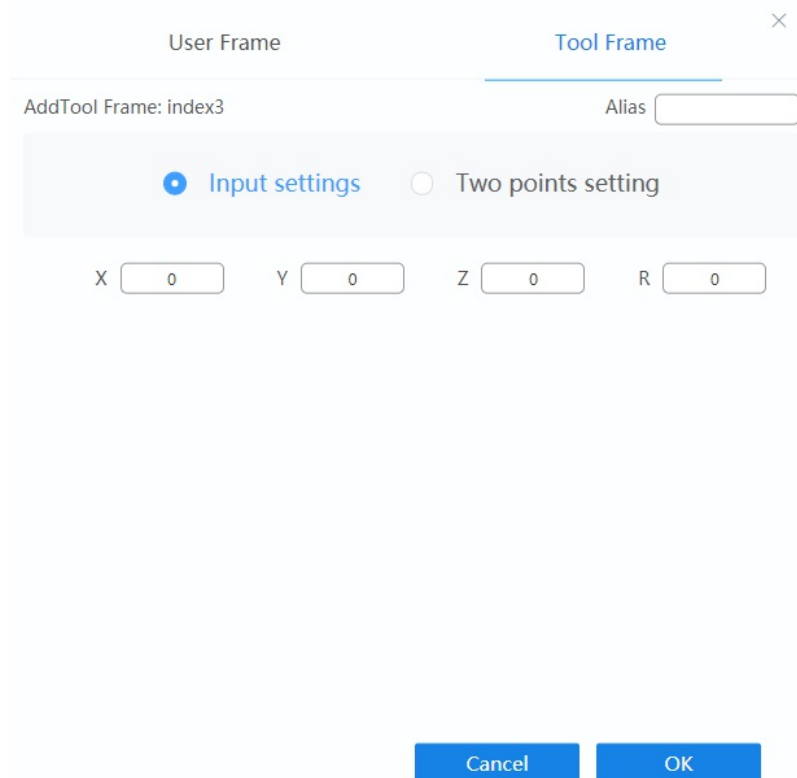 User Frame Tool Frame
AddTool Frame: index3 Alias
Input settings Two points setting
X 0 Y 0 Z 0 R 0
Cancel OK